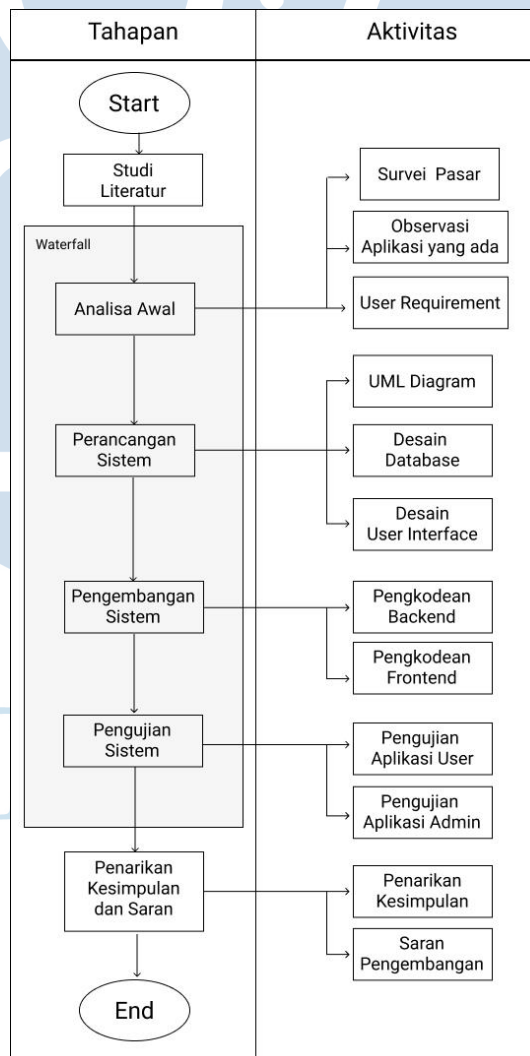 Tahapan
Aktivitas
Start
Studi
Literatur
Survei Pasar
Waterfall
Observasi
Aplikasi yang ada
Analisa Awal
User Requirement
UML Diagram
Perancangan
Sistem
Desain
Database
Desain
User Interface
Pengembangan
Sistem
Pengkodean
Backend
Pengkodean
Frontend
Pengujian
Sistem
Pengujian
Aplikasi User
Pengujian
Aplikasi Admin
Penarikan
Kesimpulan
dan Saran
Penarikan
Kesimpulan
Saran
Pengembangan
End